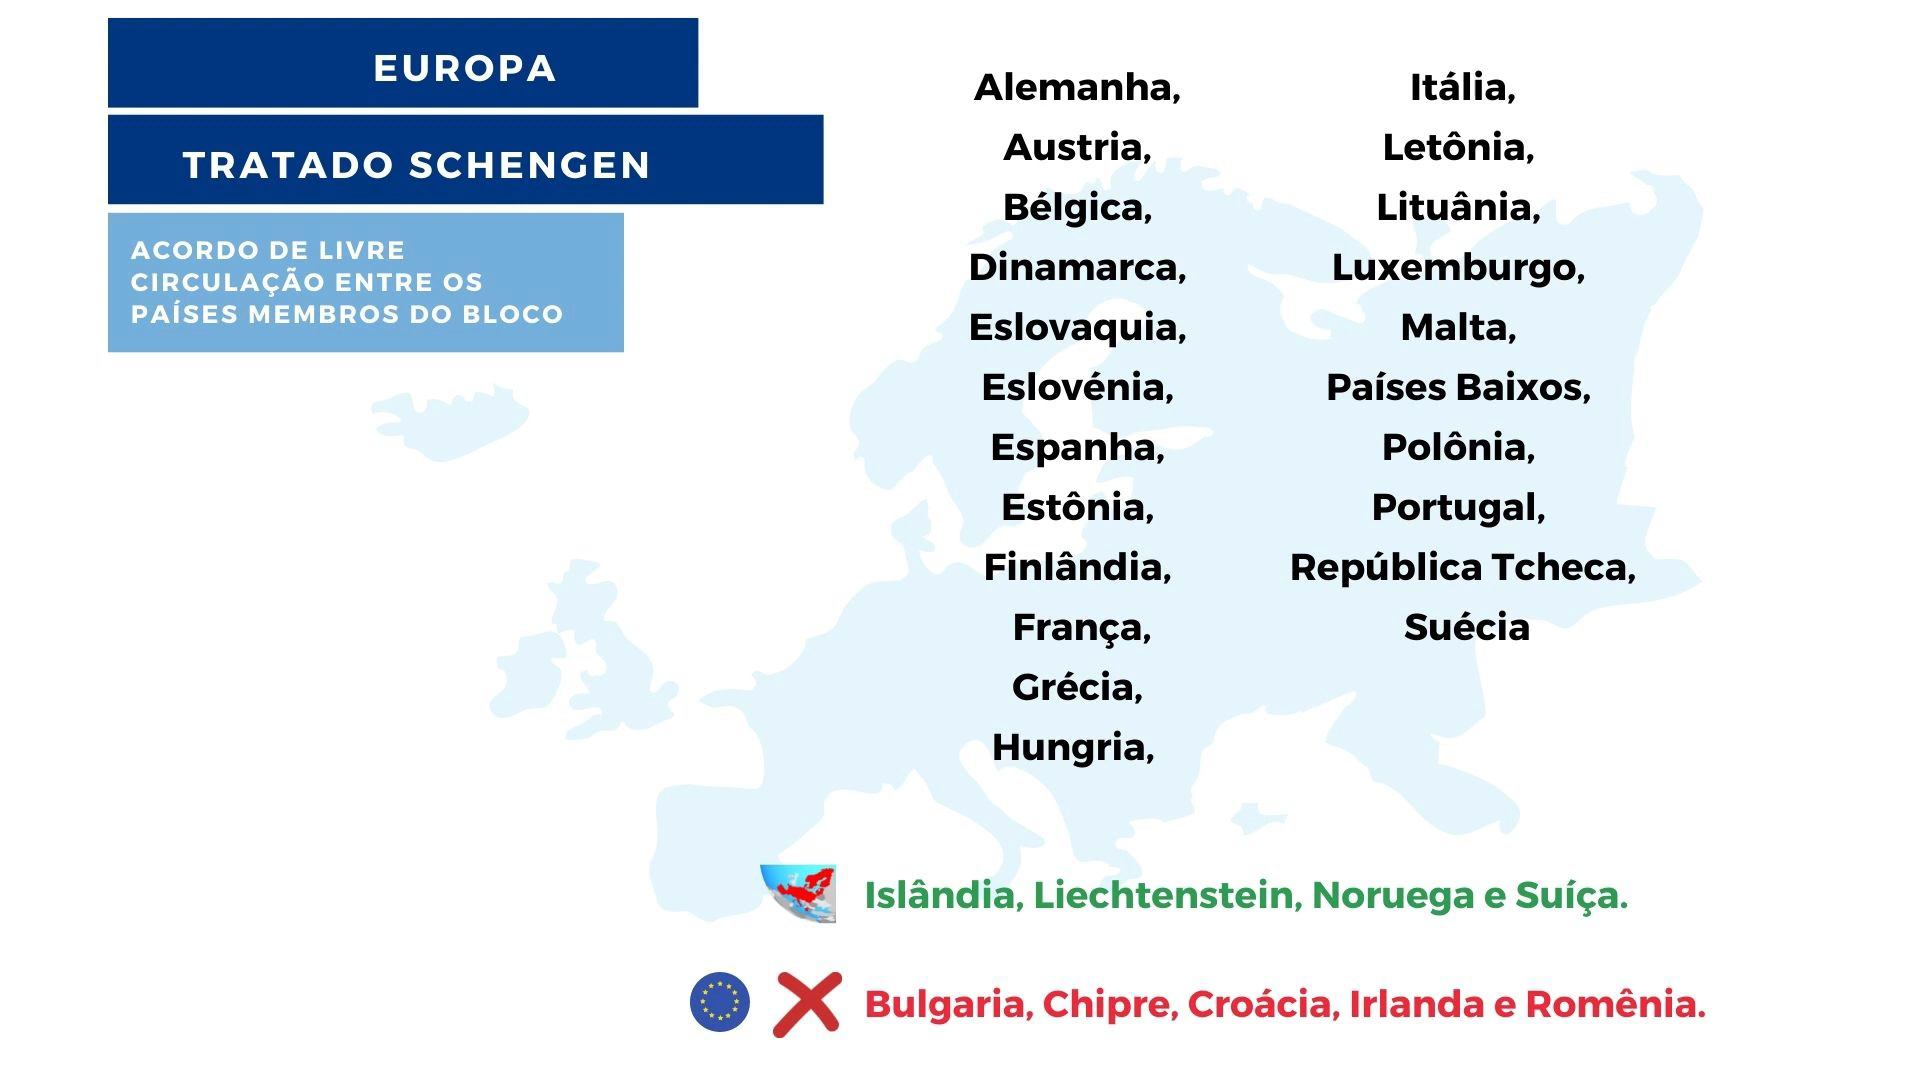 EUROPA
TRATADO SCHENGEN
ACORDO DE LIVRE
CIRCULAÇÃO ENTRE OS
PAÍSES MEMBROS DO BLOCO
Alemanha,
Austria,
Bélgica,
Dinamarca,
Eslovaquia,
Eslovénia,
Espanha,
Estônia,
Finlândia,
França,
Grécia,
Hungria,
Itália,
Letônia,
Lituânia,
Luxemburgo,
Malta,
Países Baixos,
Polônia,
Portugal,
República Tcheca,
Suécia
Islândia, Liechtenstein, Noruega e Suíça.
Bulgaria, Chipre, Croácia, Irlanda e Romênia.